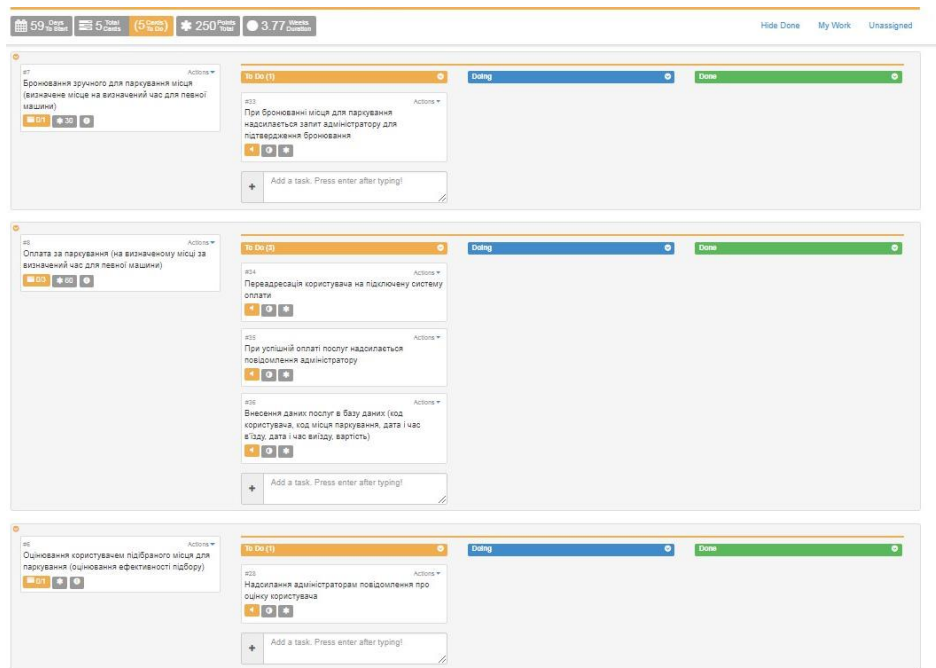 59 Days To Start
5 Total Cards
(5 Cards To Do)
250 Points Total
3.77 Weeks Duration
Hide Done My Work Unassigned
#7 Actions
Бронювання зручного для паркування місця
(визначене місце на визначений час для певної
машини)
0/1 30
To Do (1)
Doing
Done
#33 Actions
При бронюванні місця для паркування
надсилається запит адміністратору для
підтвердження бронювання
Add a task. Press enter after typing!
#8 Actions
Оплата за паркування (на визначеному місці за
визначений час для певної машини)
0/3 60
To Do (3)
Doing
Done
#34 Actions
Переадресація користувача на підключену систему
оплати
#35 Actions
При успішній оплаті послуг надсилається
повідомлення адміністратору
#36 Actions
Внесення даних послуг в базу даних (код
користувача, код місця паркування, дата і час
в'їзду, дата і час виїзду, вартість)
Add a task. Press enter after typing!
Actions
Оцінювання користувачем підібраного місця для
паркування (оцінювання ефективності підбору)
0/1
To Do (1)
Doing
Done
Actions
Надсилання адміністраторам повідомлення про
оцінку користувача
Add a task. Press enter after typing!